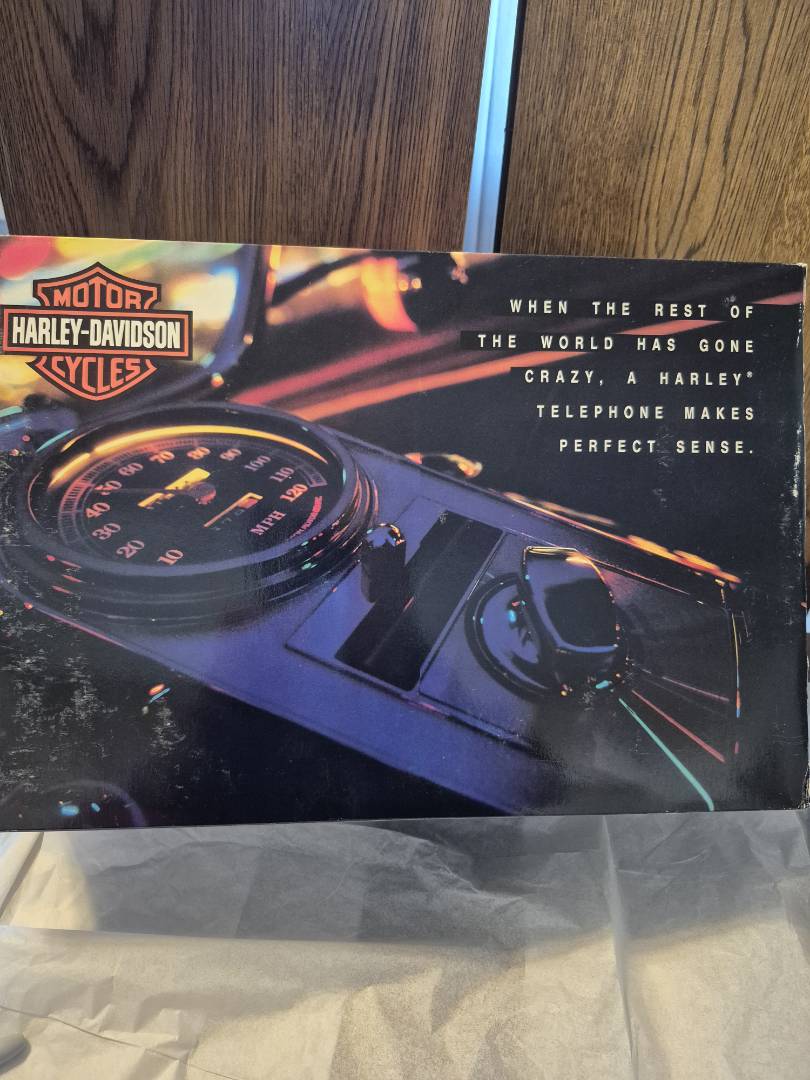 MOTOR
HARLEY-DAVIDSON
CYCLES
WHEN THE REST OF
THE WORLD HAS GONE
CRAZY, A HARLEY®
TELEPHONE MAKES
PERFECT SENSE.
10
20
30
40
50
60
70
80
90
100
110
120
MPH